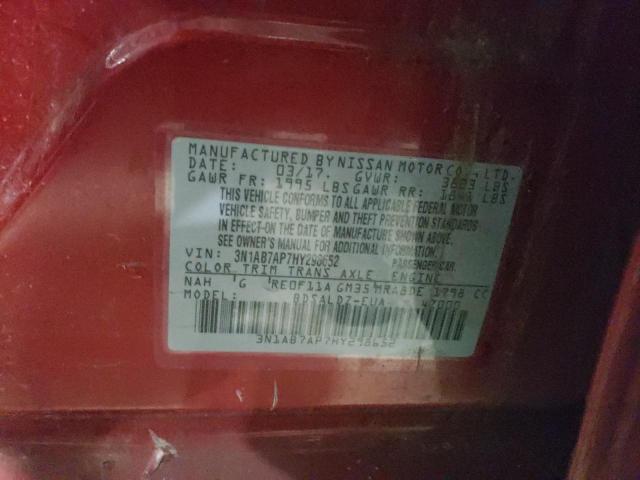 MANUFACTURED BY NISSAN MOTOR CO., LTD.
DATE: 03/17. GVWR: 3683 LBS
GAWR FR: 1995 LBS GAWR RR: LBS
THIS VEHICLE CONFORMS TO ALL APPLICABLE FEDERAL MOTOR
VEHICLE SAFETY, BUMPER AND THEFT PREVENTION STANDARDS
IN EFFECT ON THE DATE OF MANUFACTURE SHOWN ABOVE.
SEE OWNER'S MANUAL FOR ADDITIONAL INFORMATION.
VIN: 3N1AB7AP7HY298652 PASSENGER CAR
COLOR TRIM TRANS AXLE ENGINE
NAH 'G 'RE0F11A GM35 MRA8DE 1798 CC
MODEL: BDSALDZ-EUA
3N1AB7AP7HY298652